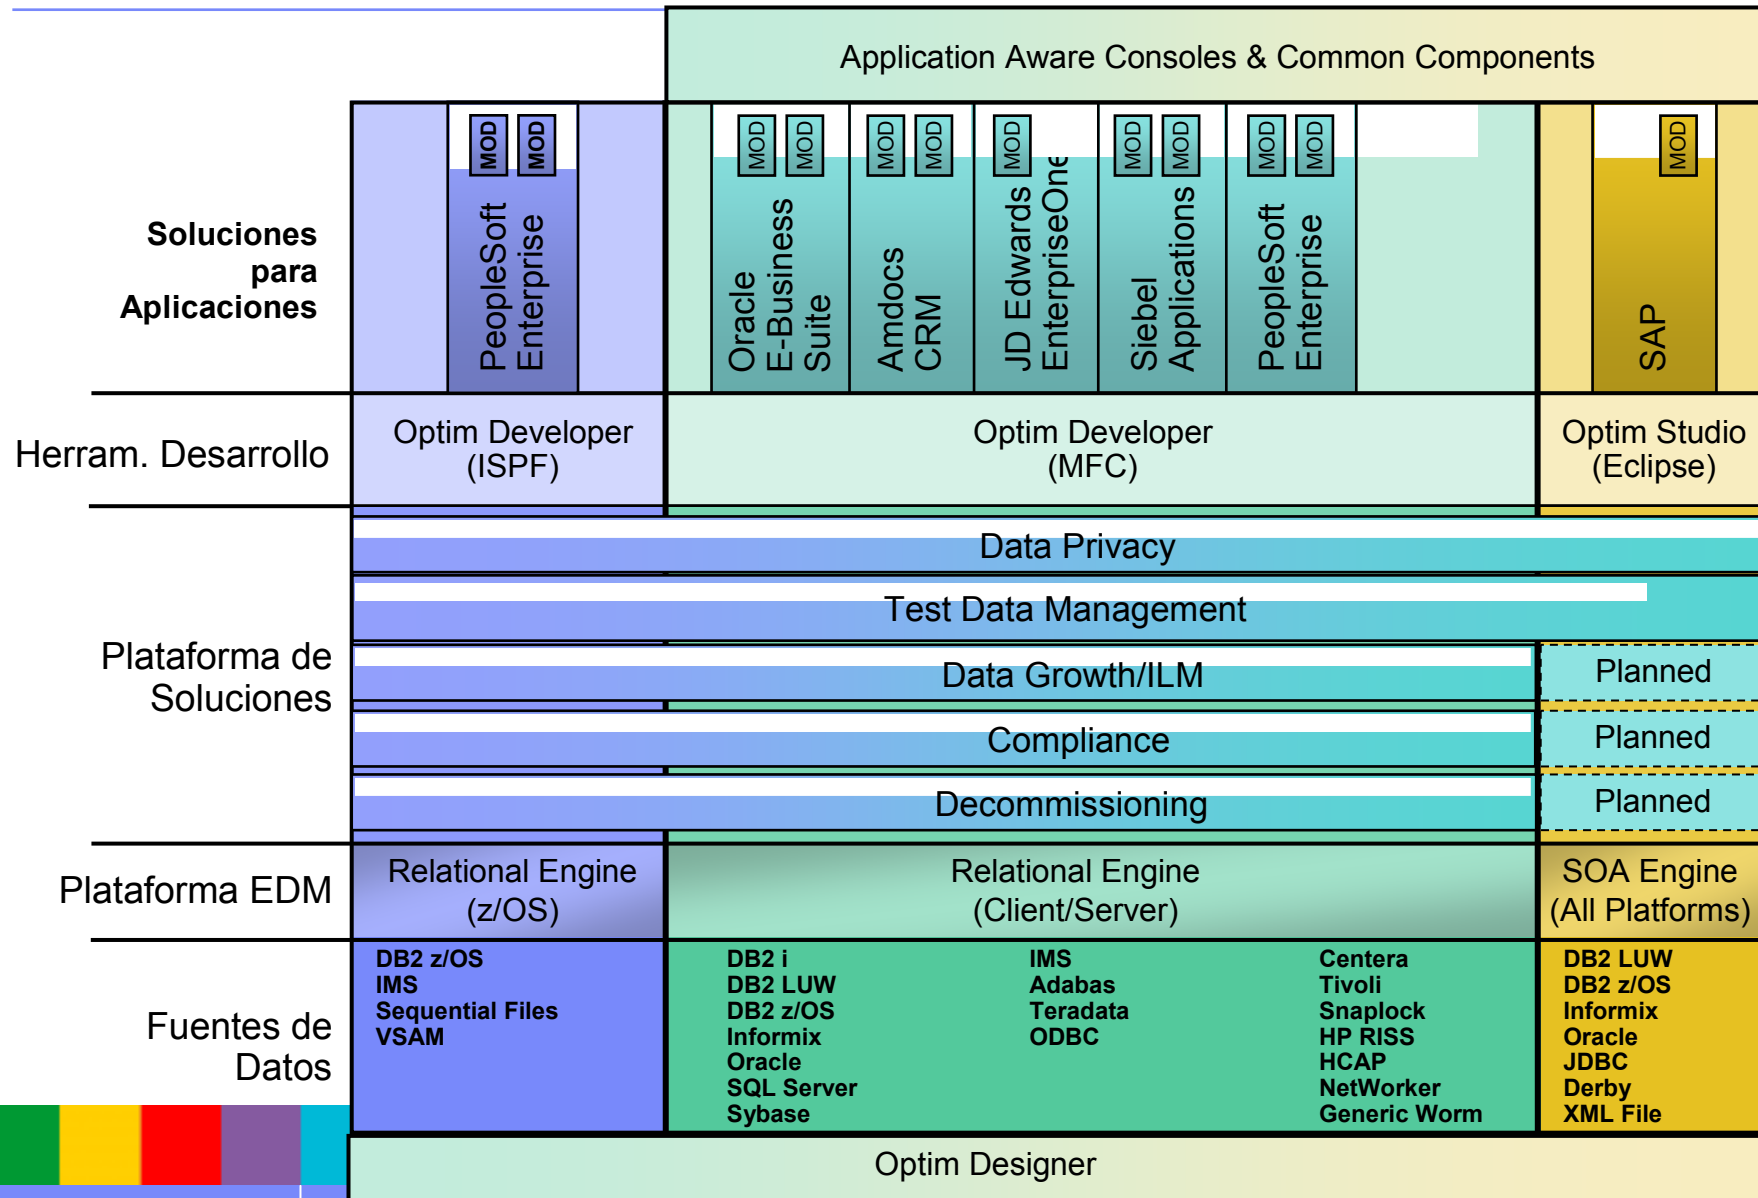 Application Aware Consoles & Common Components
MOD
MOD
MOD
MOD
MOD
MOD
MOD
MOD
MOD
MOD
MOD
MOD
Soluciones
para
Aplicaciones
PeopleSoft
Enterprise
Oracle
E-Business
Suite
Amdocs
CRM
JD Edwards
EnterpriseOne
Siebel
Applications
PeopleSoft
Enterprise
SAP
Herram. Desarrollo
Optim Developer
(ISPF)
Optim Developer
(MFC)
Optim Studio
(Eclipse)
Plataforma de
Soluciones
Data Privacy
Test Data Management
Data Growth/ILM
Planned
Compliance
Planned
Decommissioning
Planned
Plataforma EDM
Relational Engine
(z/OS)
Relational Engine
(Client/Server)
SOA Engine
(All Platforms)
Fuentes de
Datos
DB2 z/OS
IMS
Sequential Files
VSAM
DB2 i
DB2 LUW
DB2 z/OS
Informix
Oracle
SQL Server
Sybase
IMS
Adabas
Teradata
ODBC
Centera
Tivoli
Snaplock
HP RISS
HCAP
NetWorker
Generic Worm
DB2 LUW
DB2 z/OS
Informix
Oracle
JDBC
Derby
XML File
Optim Designer